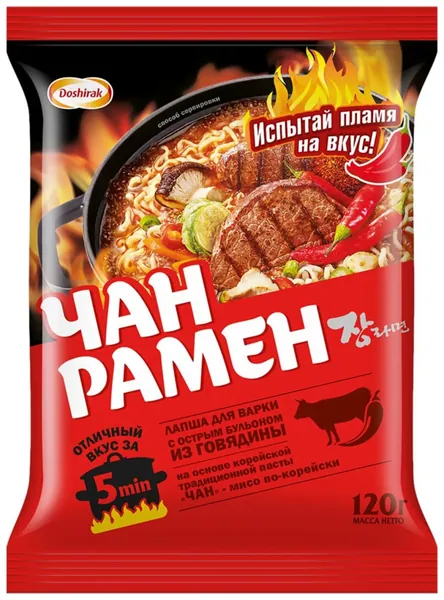 Doshirak
способ сервировки
Испытай пламя
на вкус!
ЧАН
РАМЕН
장라면
ОТЛИЧНЫЙ
ВКУС ЗА
5 min
ЛАПША ДЛЯ ВАРКИ
С ОСТРЫМ БУЛЬОНОМ
ИЗ ГОВЯДИНЫ
на основе корейской
традиционной пасты
«ЧАН» - мисо по-корейски
120г
МАССА НЕТТО